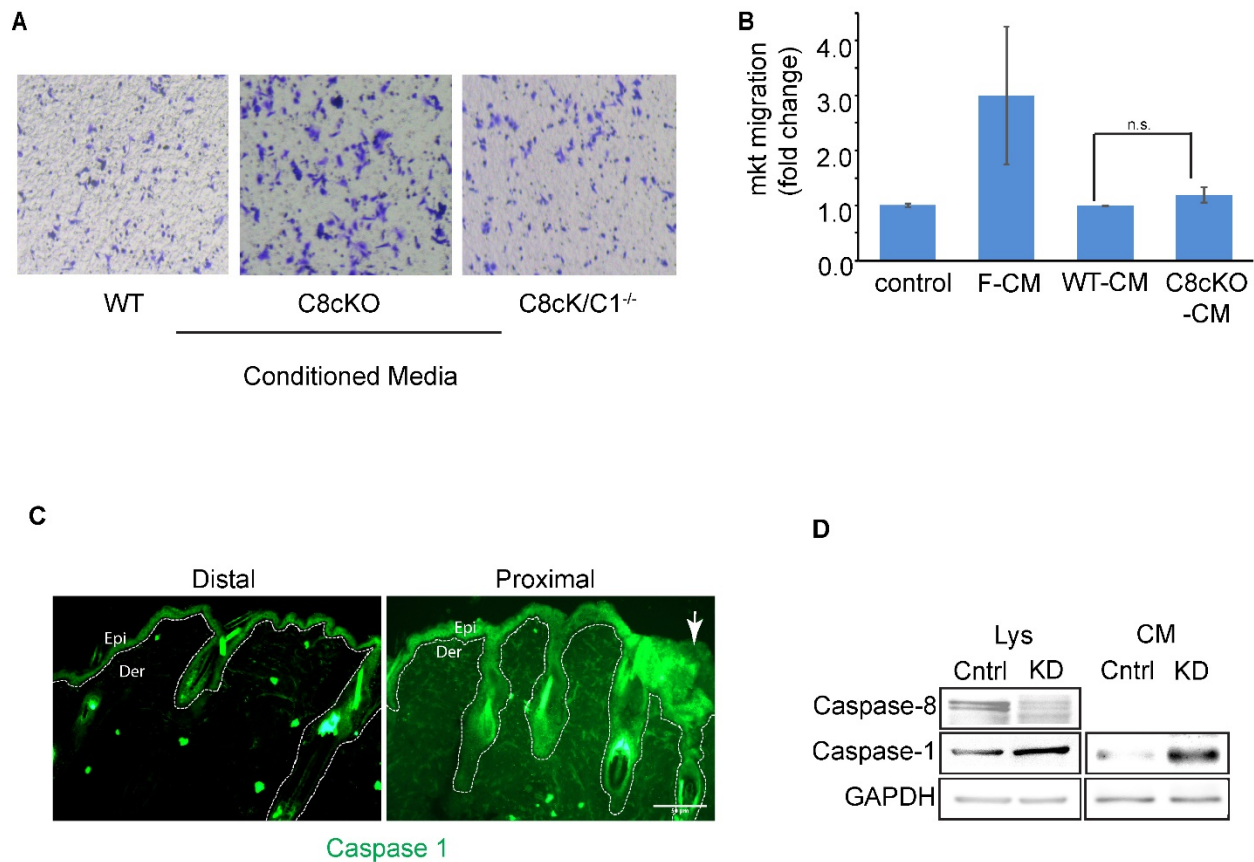 A
WT
C8cKO
C8cK/C1-/-
Conditioned Media
B
mkt migration
(fold change)
4.0
3.0
2.0
1.0
0.0
n.s.
control
F-CM
WT-CM
C8cKO
-CM
C
Distal
Proximal
Epi
Der
Epi
Der
Caspase 1
D
Lys
CM
Cntrl KD Cntrl KD
Caspase-8
Caspase-1
GAPDH